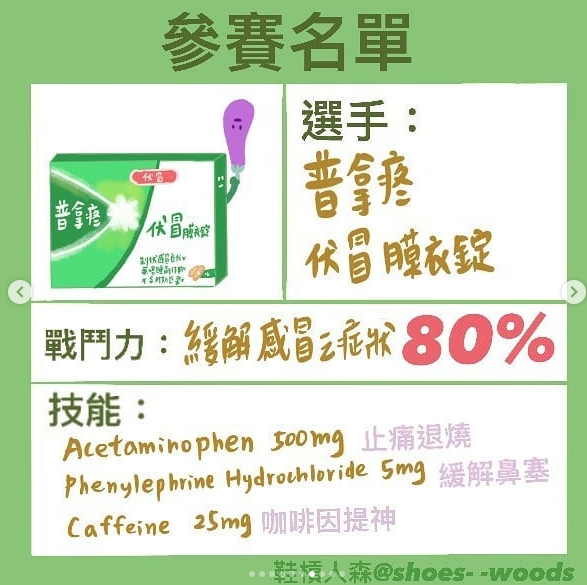 參賽名單
選手：
普拿疼
伏冒膜衣錠
伏冒
普拿疼
伏冒膜衣錠
戰鬥力：緩解感冒之症狀80%
技能：
Acetaminophen 500mg 止痛退燒
Phenylephrine Hydrochloride 5mg 緩解鼻塞
Caffeine 25mg 咖啡因提神
鞋槓人森@shoes- -woods